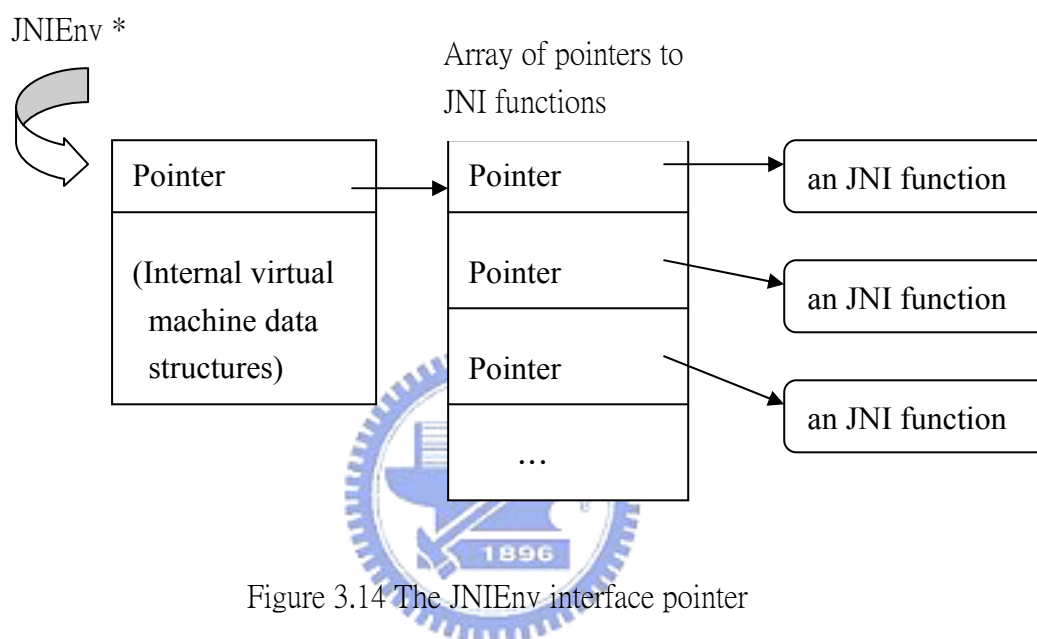 JNIEnv *
Array of pointers to
JNI functions
Pointer
(Internal virtual
machine data
structures)
Pointer
Pointer
Pointer
…
an JNI function
an JNI function
an JNI function
1896
Figure 3.14 The JNIEnv interface pointer